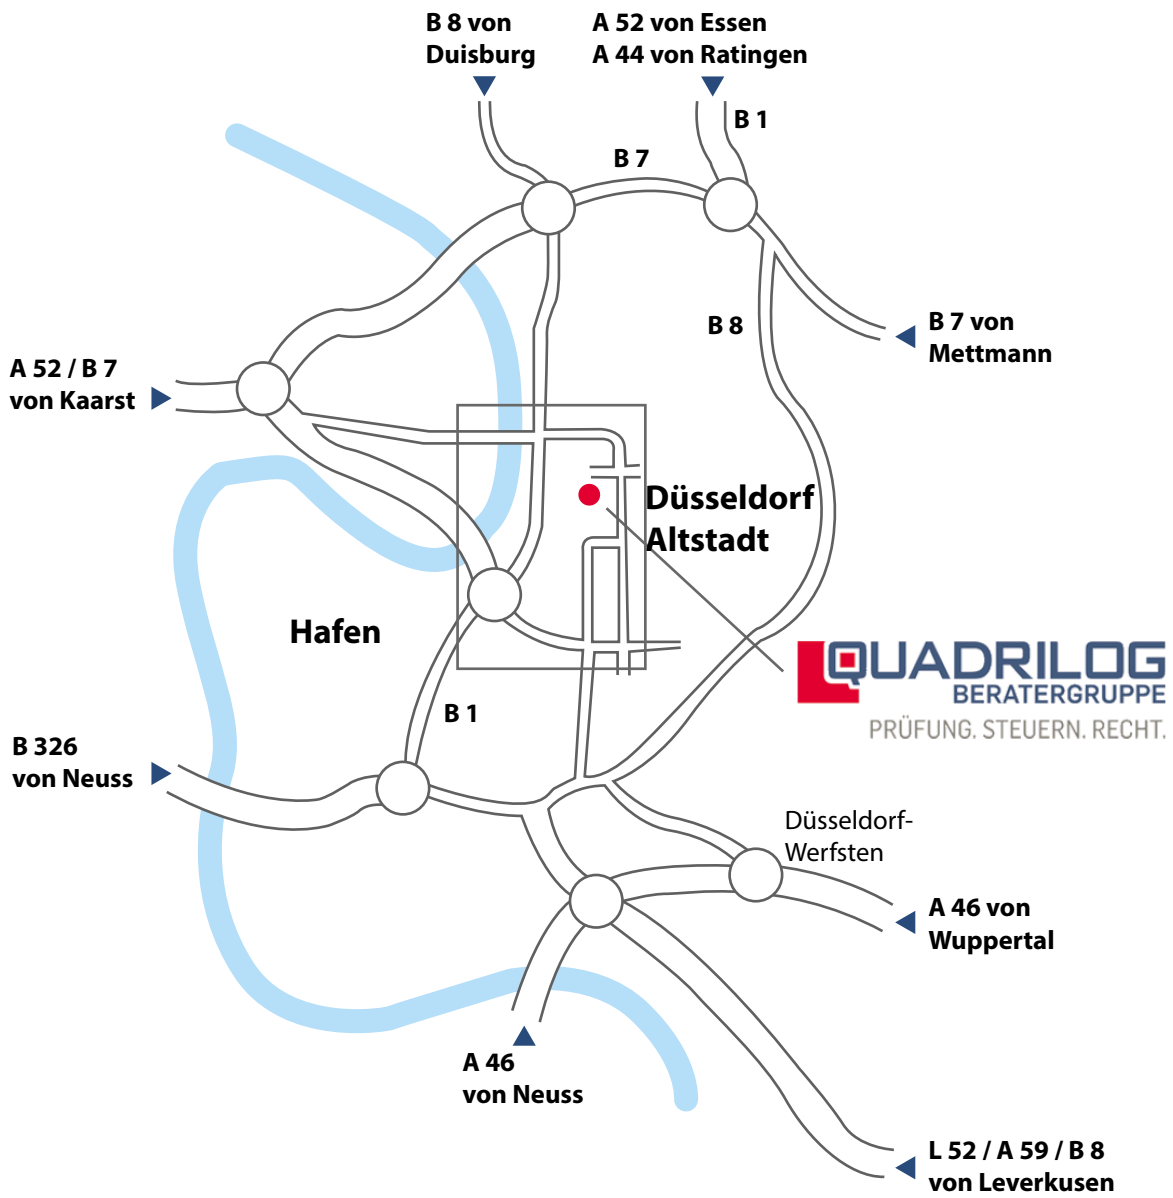 B 8 von
Duisburg
A 52 von Essen
A 44 von Ratingen
B 1
B 7
B 8
B 7 von
Mettmann
A 52 / B 7
von Kaarst
Düsseldorf
Altstadt
Hafen
QUADRILOG
BERATERGRUPPE
PRÜFUNG. STEUERN. RECHT.
B 1
B 326
von Neuss
Düsseldorf-
Werfsten
A 46 von
Wuppertal
A 46
von Neuss
L 52 / A 59 / B 8
von Leverkusen